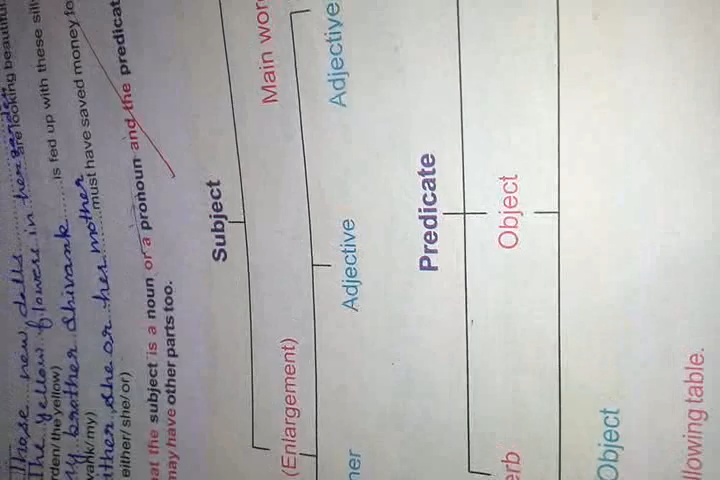 Those new dolls
The yellow flowers in her garden are looking beautiful
rden/the yellow)
my brother Shivank is fed up with these sill
vank/my)
ither she or her mother must have saved money fo
either/she/or)
at the subject is a noun or a pronoun and the predicat
may have other parts too.
Subject
(Enlargement) Main wor
ner Adjective Adjective
Predicate
erb Object
Object
llowing table.